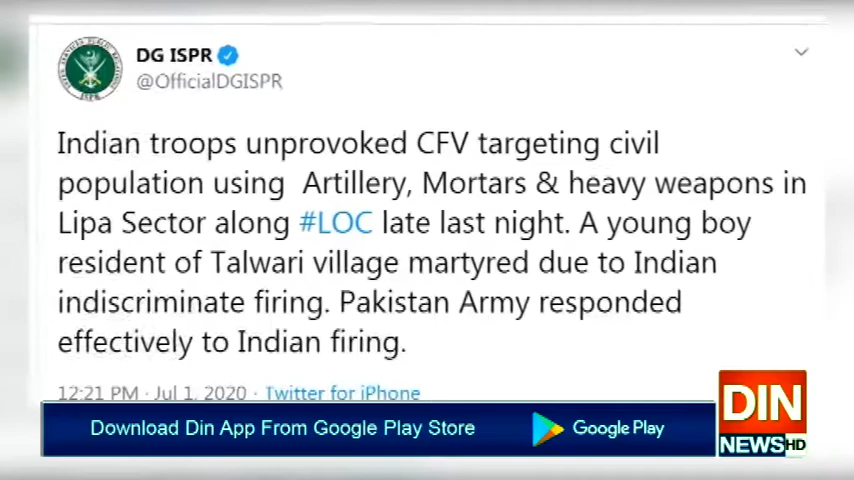 DG ISPR
@OfficialDGISPR
Indian troops unprovoked CFV targeting civil
population using Artillery, Mortars & heavy weapons in
Lipa Sector along #LOC late last night. A young boy
resident of Talwari village martyred due to Indian
indiscriminate firing. Pakistan Army responded
effectively to Indian firing.
12:21 PM · Jul 1, 2020 · Twitter for iPhone
Download Din App From Google Play Store
Google Play
DIN
NEWS HD